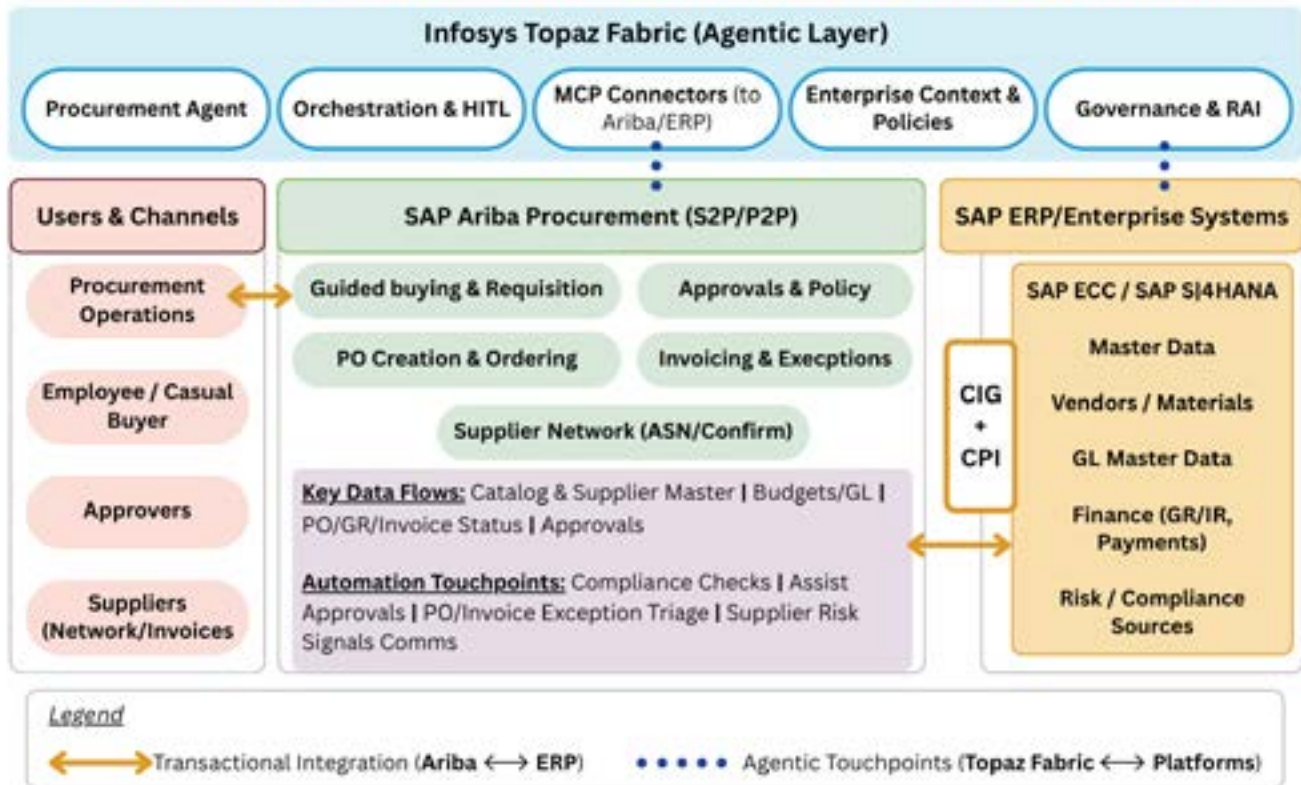 Infosys Topaz Fabric (Agentic Layer)
Procurement Agent
Orchestration & HITL
MCP Connectors (to
Ariba/ERP)
Enterprise Context &
Policies
Governance & RAI
Users & Channels
Procurement
Operations
Employee / Casual
Buyer
Approvers
Suppliers
(Network/Invoices
SAP Ariba Procurement (S2P/P2P)
Guided buying & Requisition
Approvals & Policy
PO Creation & Ordering
Invoicing & Execptions
Supplier Network (ASN/Confirm)
Key Data Flows: Catalog & Supplier Master | Budgets/GL |
PO/GR/Invoice Status | Approvals
Automation Touchpoints: Compliance Checks | Assist
Approvals | PO/Invoice Exception Triage | Supplier Risk
Signals Comms
SAP ERP/Enterprise Systems
CIG
+
CPI
SAP ECC / SAP S|4HANA
Master Data
Vendors / Materials
GL Master Data
Finance (GR/IR,
Payments)
Risk / Compliance
Sources
Legend
Transactional Integration (Ariba ⟷ ERP)
Agentic Touchpoints (Topaz Fabric ⟷ Platforms)